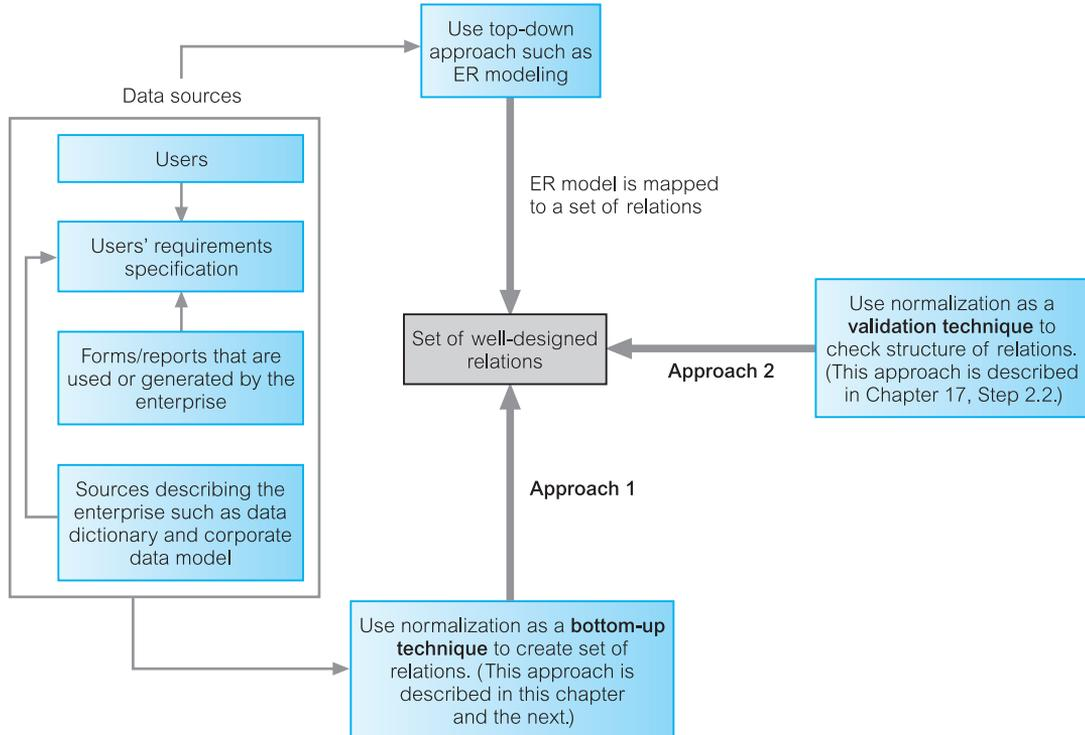 Use top-down
approach such as
ER modeling
Data sources
Users
Users’ requirements
specification
Forms/reports that are
used or generated by the
enterprise
Sources describing the
enterprise such as data
dictionary and corporate
data model
ER model is mapped
to a set of relations
Set of well-designed
relations
Approach 2
Use normalization as a
validation technique to
check structure of relations.
(This approach is described
in Chapter 17, Step 2.2.)
Approach 1
Use normalization as a bottom-up
technique to create set of
relations. (This approach is
described in this chapter
and the next.)